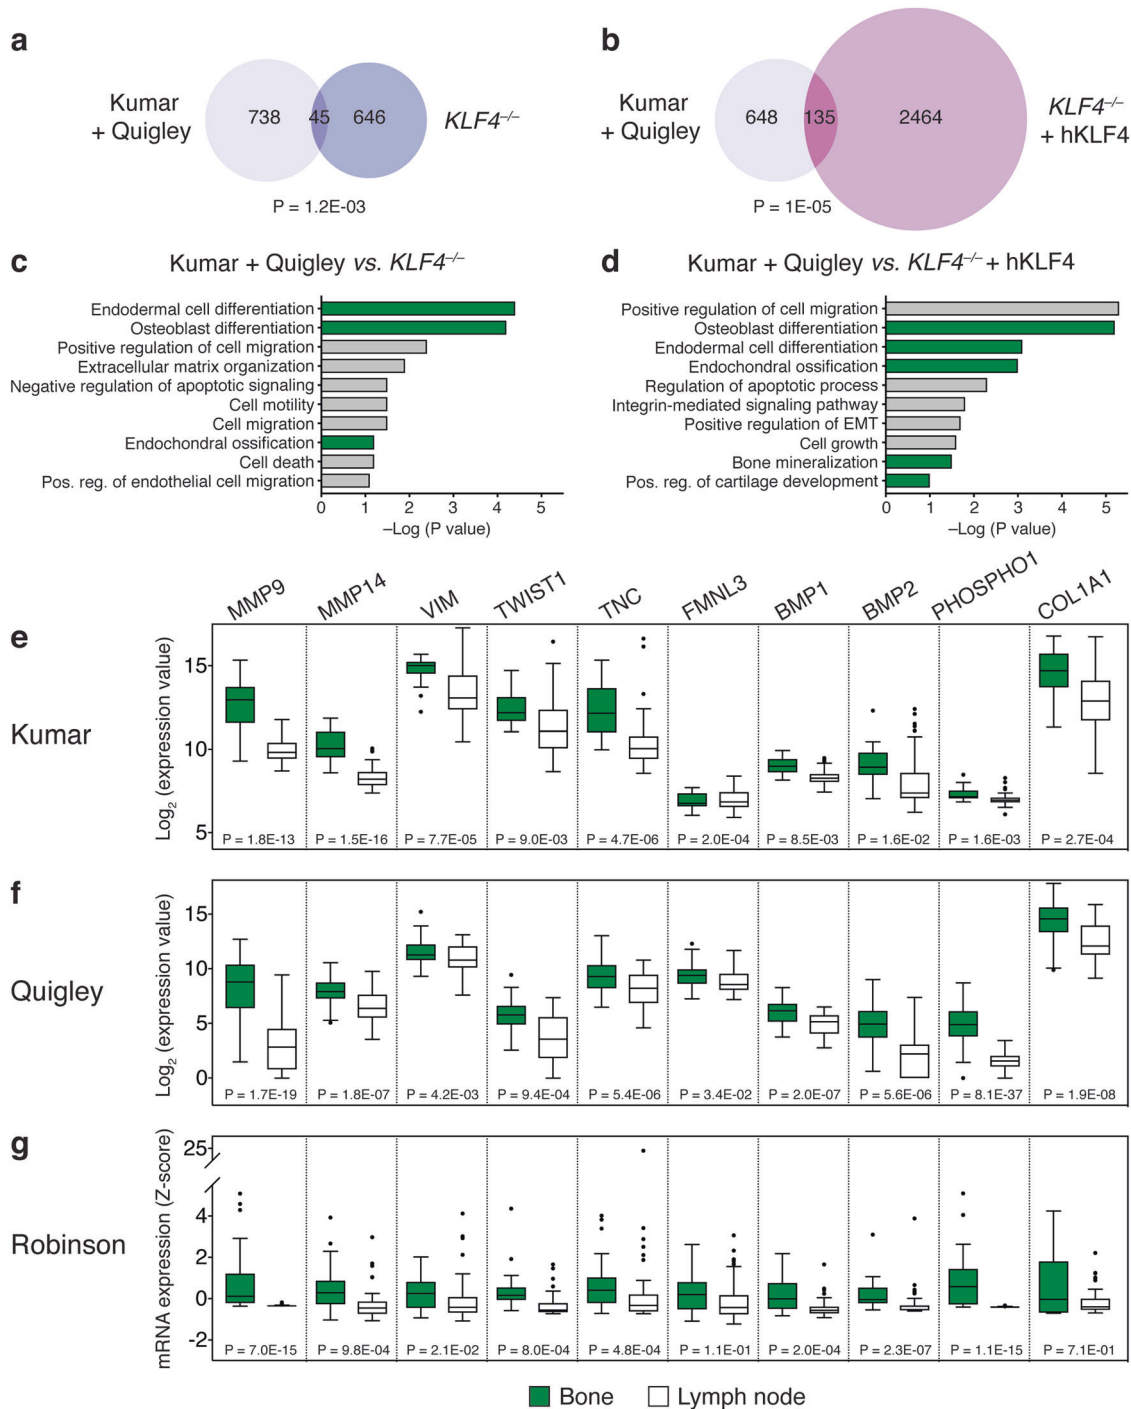 a
Kumar
+ Quigley
738
45
646
KLF4–/–
P = 1.2E-03
b
Kumar
+ Quigley
648
135
2464
KLF4–/–
+ hKLF4
P = 1E-05
c
Kumar + Quigley vs. KLF4–/–
Endodermal cell differentiation
Osteoblast differentiation
Positive regulation of cell migration
Extracellular matrix organization
Negative regulation of apoptotic signaling
Cell motility
Cell migration
Endochondral ossification
Cell death
Pos. reg. of endothelial cell migration
0 1 2 3 4 5
–Log (P value)
d
Kumar + Quigley vs. KLF4–/– + hKLF4
Positive regulation of cell migration
Osteoblast differentiation
Endodermal cell differentiation
Endochondral ossification
Regulation of apoptotic process
Integrin-mediated signaling pathway
Positive regulation of EMT
Cell growth
Bone mineralization
Pos. reg. of cartilage development
0 1 2 3 4 5
–Log (P value)
MMP9 MMP14 VIM TWIST1 TNC FMNL3 BMP1 BMP2 PHOSPHO1 COL1A1
e
Kumar
Log2 (expression value)
15
10
5
P = 1.8E-13 P = 1.5E-16 P = 7.7E-05 P = 9.0E-03 P = 4.7E-06 P = 2.0E-04 P = 8.5E-03 P = 1.6E-02 P = 1.6E-03 P = 2.7E-04
f
Quigley
Log2 (expression value)
15
10
5
0
P = 1.7E-19 P = 1.8E-07 P = 4.2E-03 P = 9.4E-04 P = 5.4E-06 P = 3.4E-02 P = 2.0E-07 P = 5.6E-06 P = 8.1E-37 P = 1.9E-08
g
Robinson
mRNA expression (Z-score)
25
4
2
0
-2
P = 7.0E-15 P = 9.8E-04 P = 2.1E-02 P = 8.0E-04 P = 4.8E-04 P = 1.1E-01 P = 2.0E-04 P = 2.3E-07 P = 1.1E-15 P = 7.1E-01
Bone Lymph node